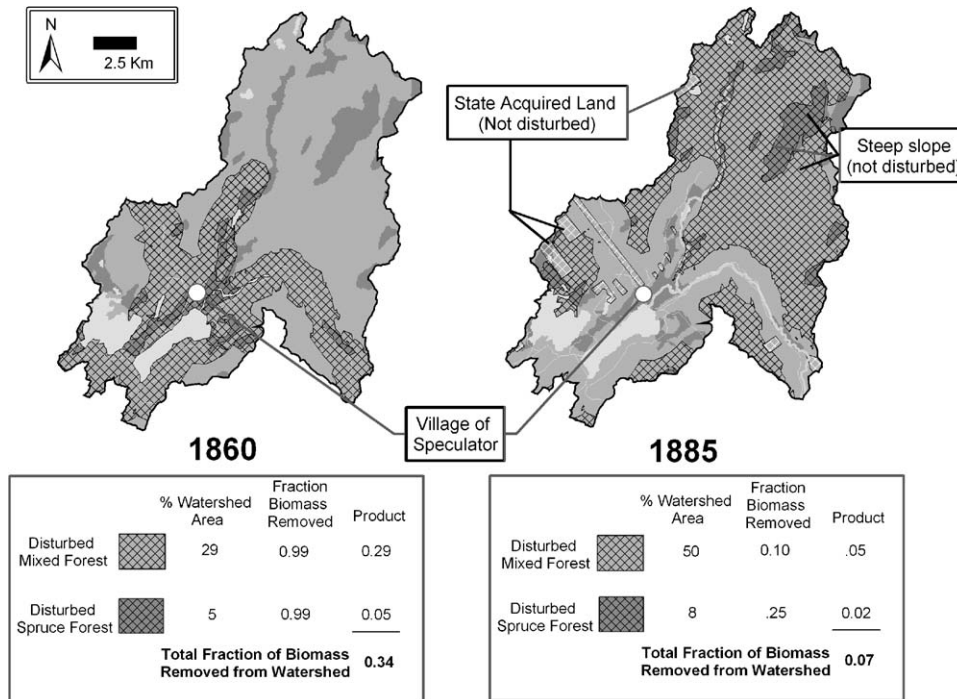 N
2.5 Km
State Acquired Land
(Not disturbed)
Steep slope
(not disturbed)
Village of
Speculator
1860
% Watershed Area Fraction Biomass Removed Product
Disturbed Mixed Forest 29 0.99 0.29
Disturbed Spruce Forest 5 0.99 0.05
Total Fraction of Biomass
Removed from Watershed 0.34
1885
% Watershed Area Fraction Biomass Removed Product
Disturbed Mixed Forest 50 0.10 .05
Disturbed Spruce Forest 8 .25 0.02
Total Fraction of Biomass
Removed from Watershed 0.07